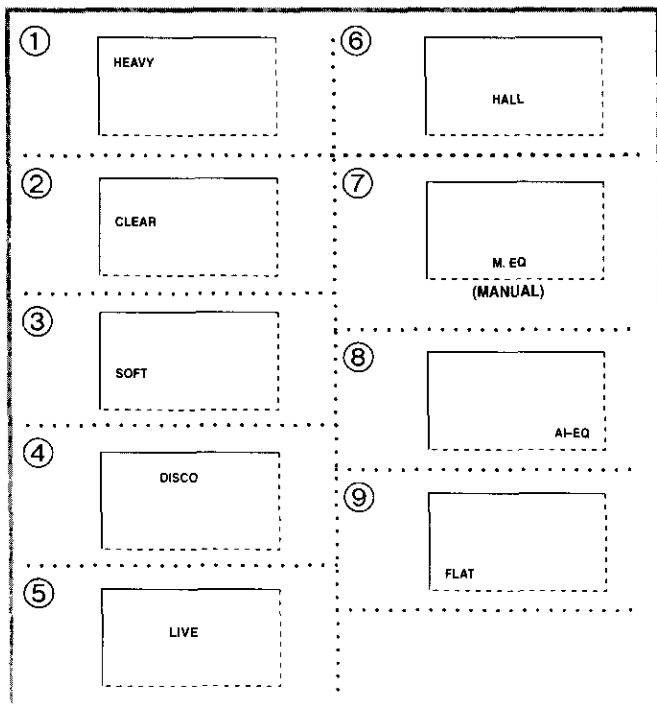 ①
HEAVY
②
CLEAR
③
SOFT
④
DISCO
⑤
LIVE
⑥
HALL
⑦
M. EQ
(MANUAL)
⑧
AI-EQ
⑨
FLAT